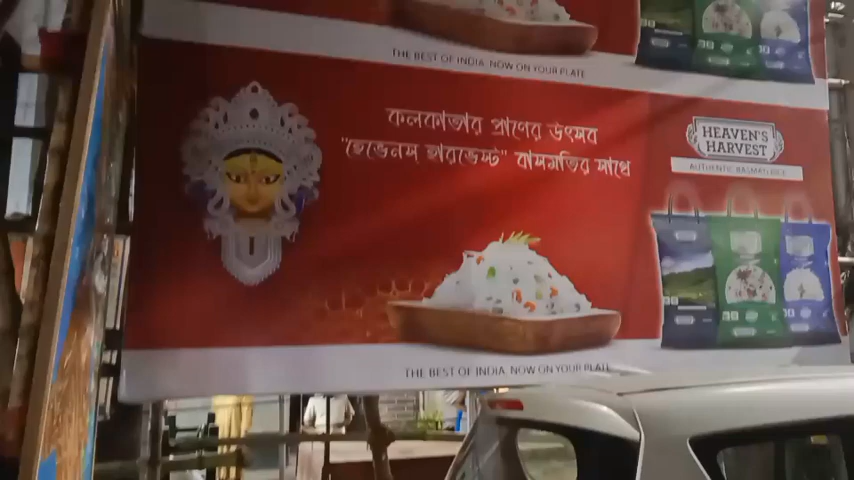 THE BEST OF INDIA, NOW ON YOUR PLATE
কলকাতার প্রাণের উৎসব
"হেভেনস্ হারভেস্ট" বাসমতির সাথে
HEAVEN'S
HARVEST
AUTHENTIC BASMATI RICE
THE BEST OF INDIA, NOW ON YOUR PLATE